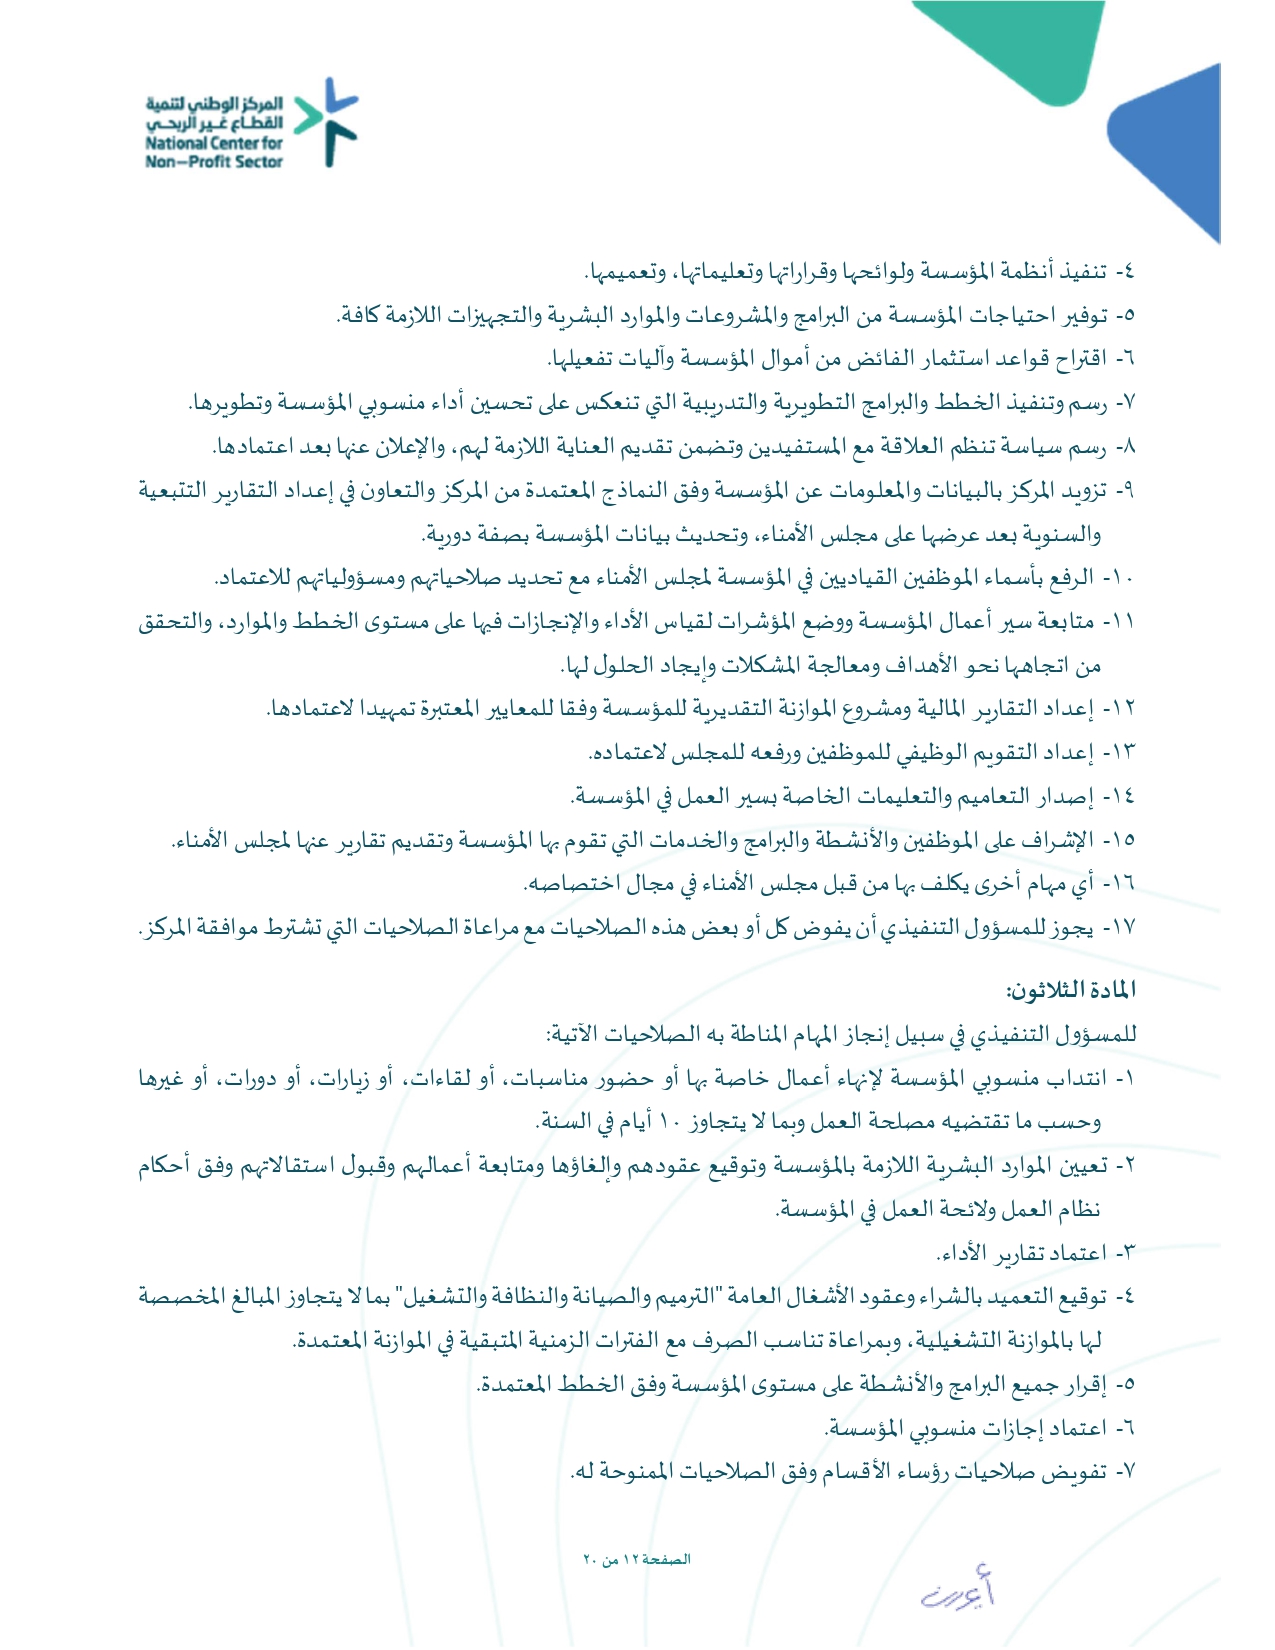 المركز الوطني لتنمية
القطاع غير الربحي
National Center for
Non–Profit Sector
٤- تنفيذ أنظمة المؤسسة ولوائحها وقراراتها وتعليماتها، وتعميمها.
٥- توفير احتياجات المؤسسة من البرامج والمشروعات والموارد البشرية والتجهيزات اللازمة كافة.
٦- اقتراح قواعد استثمار الفائض من أموال المؤسسة وآليات تفعيلها.
٧- رسم وتنفيذ الخطط والبرامج التطويرية والتدريبية التي تنعكس على تحسين أداء منسوبي المؤسسة وتطويرها.
٨- رسم سياسة تنظم العلاقة مع المستفيدين وتضمن تقديم العناية اللازمة لهم، والإعلان عنها بعد اعتمادها.
٩- تزويد المركز بالبيانات والمعلومات عن المؤسسة وفق النماذج المعتمدة من المركز والتعاون في إعداد التقارير التتبعية
والسنوية بعد عرضها على مجلس الأمناء، وتحديث بيانات المؤسسة بصفة دورية.
١٠- الرفع بأسماء الموظفين القياديين في المؤسسة لمجلس الأمناء مع تحديد صلاحياتهم ومسؤولياتهم للاعتماد.
١١- متابعة سير أعمال المؤسسة ووضع المؤشرات لقياس الأداء والإنجازات فيها على مستوى الخطط والموارد، والتحقق
من اتجاهها نحو الأهداف ومعالجة المشكلات وإيجاد الحلول لها.
١٢- إعداد التقارير المالية ومشروع الموازنة التقديرية للمؤسسة وفقا للمعايير المعتبرة تمهيدا لاعتمادها.
١٣- إعداد التقويم الوظيفي للموظفين ورفعه للمجلس لاعتماده.
١٤- إصدار التعاميم والتعليمات الخاصة بسير العمل في المؤسسة.
١٥- الإشراف على الموظفين والأنشطة والبرامج والخدمات التي تقوم بها المؤسسة وتقديم تقارير عنها لمجلس الأمناء.
١٦- أي مهام أخرى يكلف بها من قبل مجلس الأمناء في مجال اختصاصه.
١٧- يجوز للمسؤول التنفيذي أن يفوض كل أو بعض هذه الصلاحيات مع مراعاة الصلاحيات التي تشترط موافقة المركز.
المادة الثلاثون:
للمسؤول التنفيذي في سبيل إنجاز المهام المناطة به الصلاحيات الآتية:
١- انتداب منسوبي المؤسسة لإنهاء أعمال خاصة بها أو حضور مناسبات، أو لقاءات، أو زيارات، أو دورات، أو غيرها
وحسب ما تقتضيه مصلحة العمل وبما لا يتجاوز ١٠ أيام في السنة.
٢- تعيين الموارد البشرية اللازمة بالمؤسسة وتوقيع عقودهم وإلغاؤها ومتابعة أعمالهم وقبول استقالاتهم وفق أحكام
نظام العمل ولائحة العمل في المؤسسة.
٣- اعتماد تقارير الأداء.
٤- توقيع التعميد بالشراء وعقود الأشغال العامة "الترميم والصيانة والنظافة والتشغيل" بما لا يتجاوز المبالغ المخصصة
لها بالموازنة التشغيلية، وبمراعاة تناسب الصرف مع الفترات الزمنية المتبقية في الموازنة المعتمدة.
٥- إقرار جميع البرامج والأنشطة على مستوى المؤسسة وفق الخطط المعتمدة.
٦- اعتماد إجازات منسوبي المؤسسة.
٧- تفويض صلاحيات رؤساء الأقسام وفق الصلاحيات الممنوحة له.
الصفحة ١٢ من ٢٠